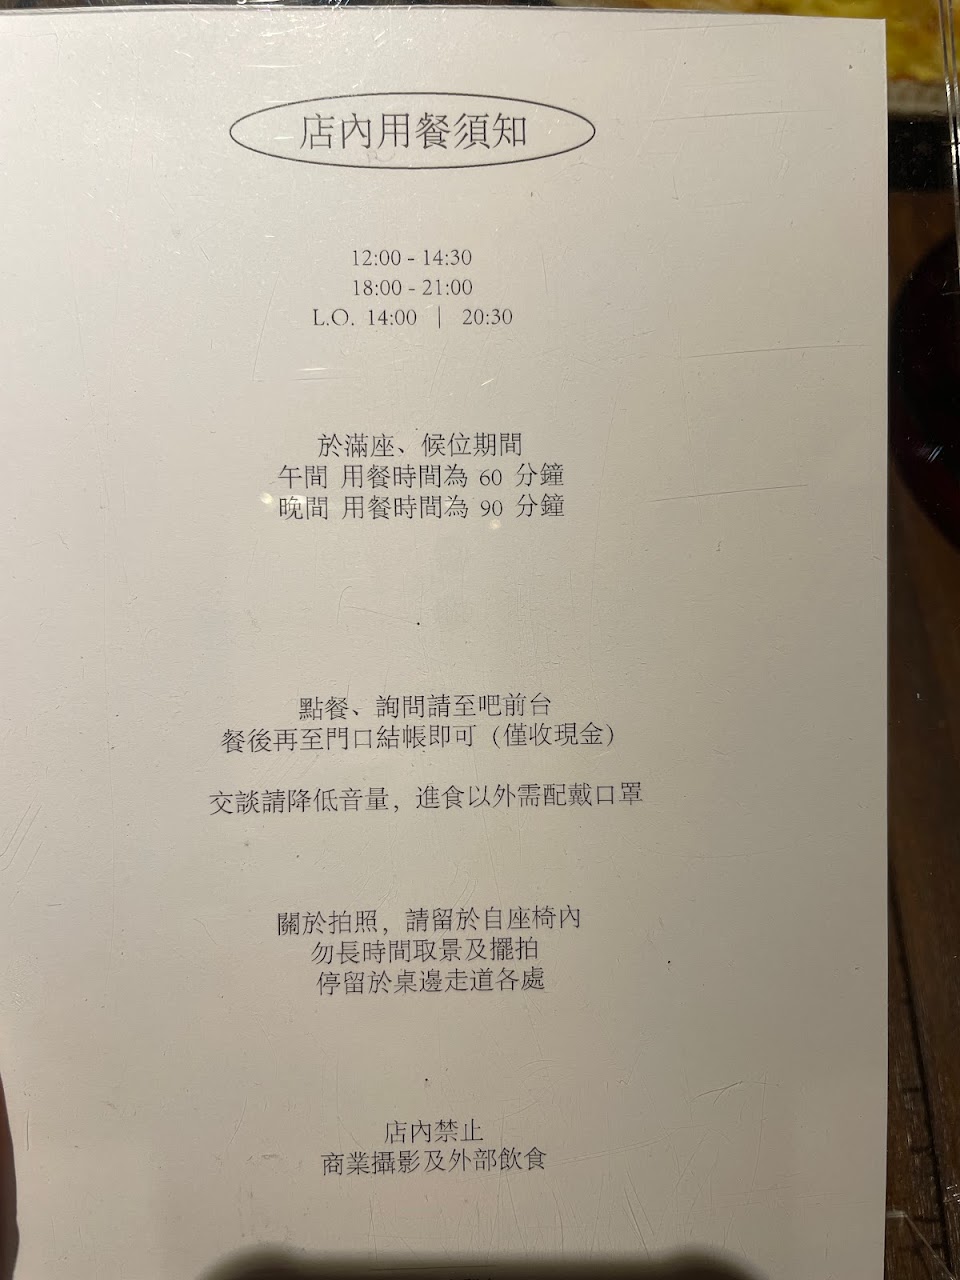 店內用餐須知
12:00 - 14:30
18:00 - 21:00
L.O. 14:00 | 20:30
於滿座、候位期間
午間 用餐時間為 60 分鐘
晚間 用餐時間為 90 分鐘
點餐、詢問請至吧前台
餐後再至門口結帳即可（僅收現金）
交談請降低音量，進食以外需配戴口罩
關於拍照，請留於自座椅內
勿長時間取景及擺拍
停留於桌邊走道各處
店內禁止
商業攝影及外部飲食